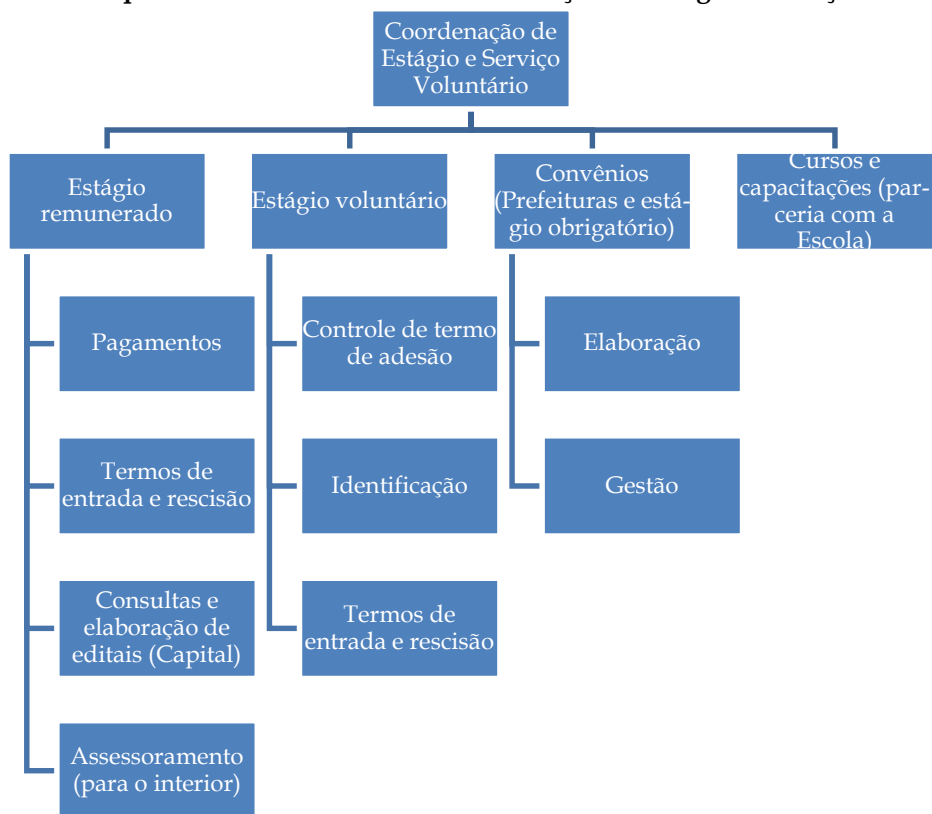 Coordenação de
Estágio e Serviço
Voluntário
Estágio
remunerado
Estágio voluntário
Convênios
(Prefeituras e está-
gio obrigatório)
Cursos e
capacitações (par-
ceria com a
Escola)
Pagamentos
Termos de
entrada e rescisão
Consultas e
elaboração de
editais (Capital)
Assessoramento
(para o interior)
Controle de termo
de adesão
Identificação
Termos de
entrada e rescisão
Elaboração
Gestão